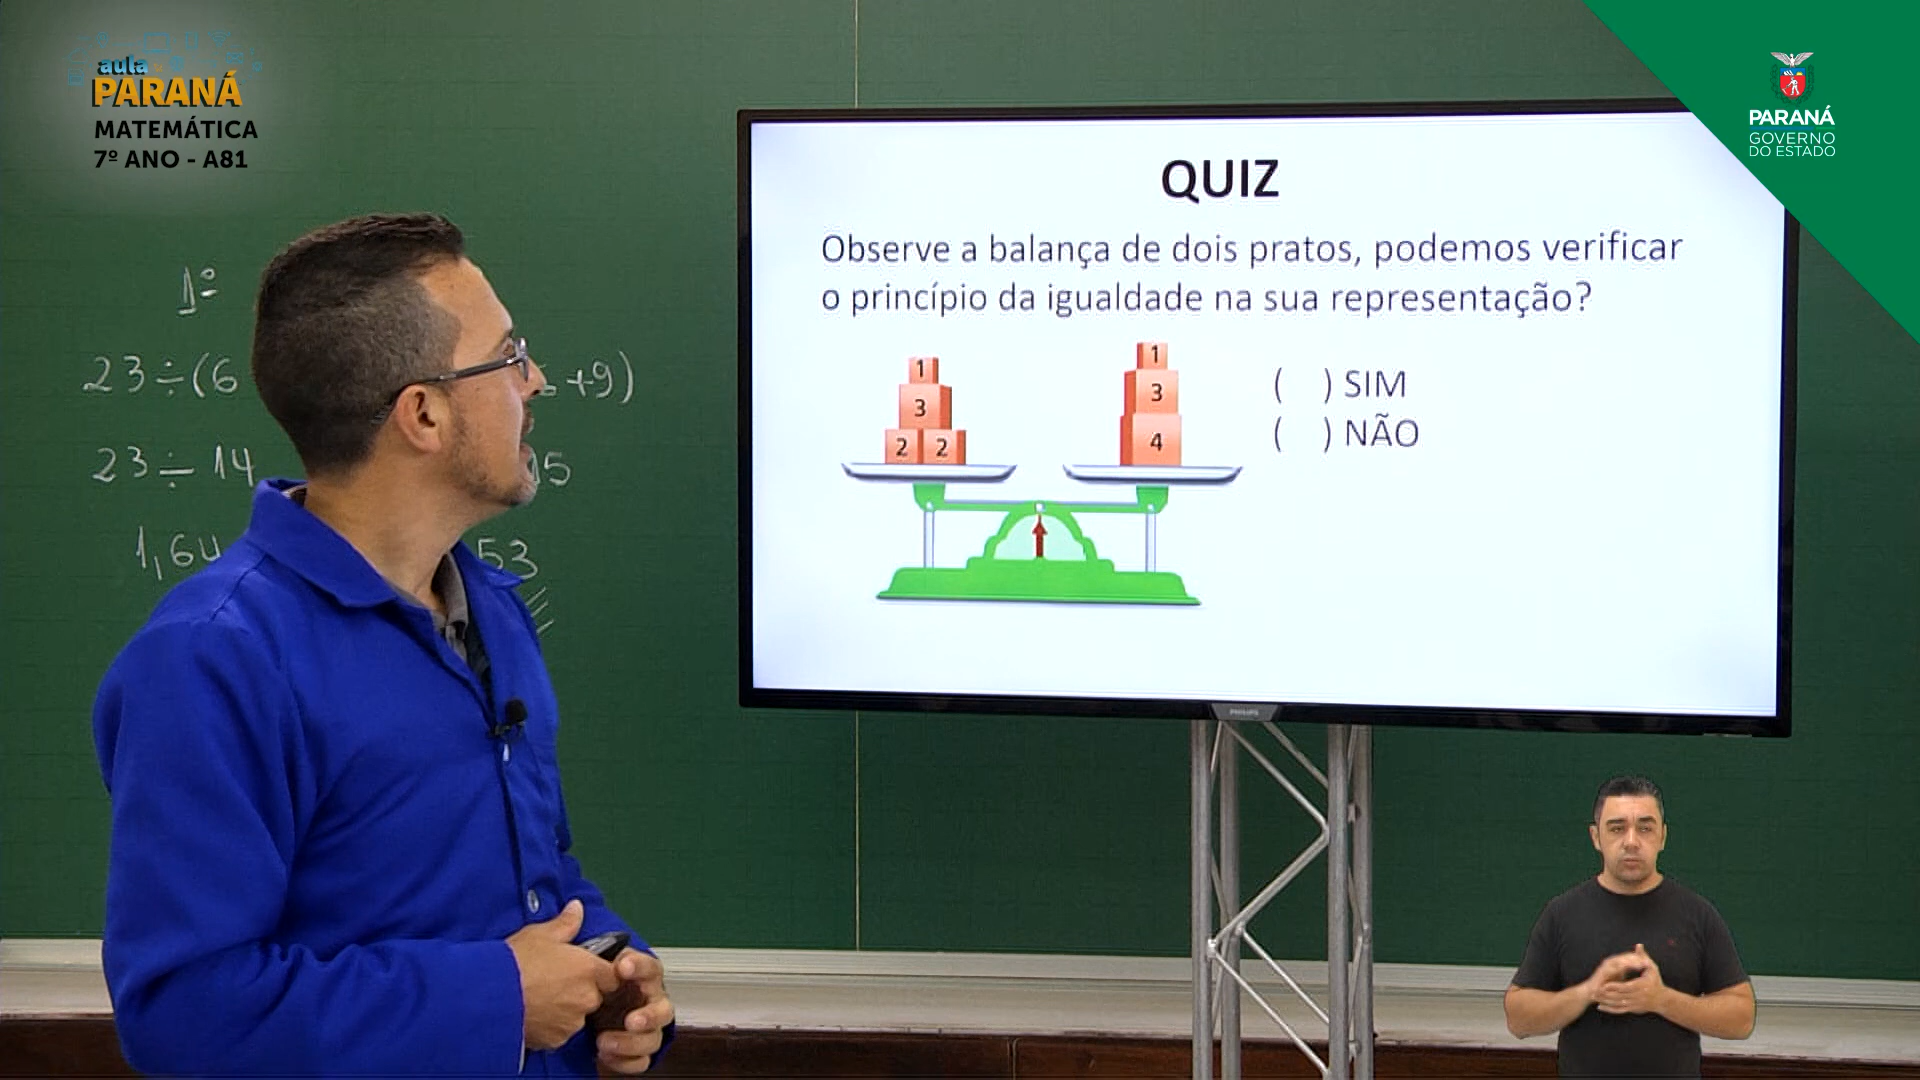 aula
PARANÁ
MATEMÁTICA
7º ANO - A81
PARANÁ
GOVERNO
DO ESTADO
1º
23÷(6
+9)
23 ÷ 14
15
1,64
53
QUIZ
Observe a balança de dois pratos, podemos verificar
o princípio da igualdade na sua representação?
1
3
2 2
1
3
4
( ) SIM
( ) NÃO
PHILIPS